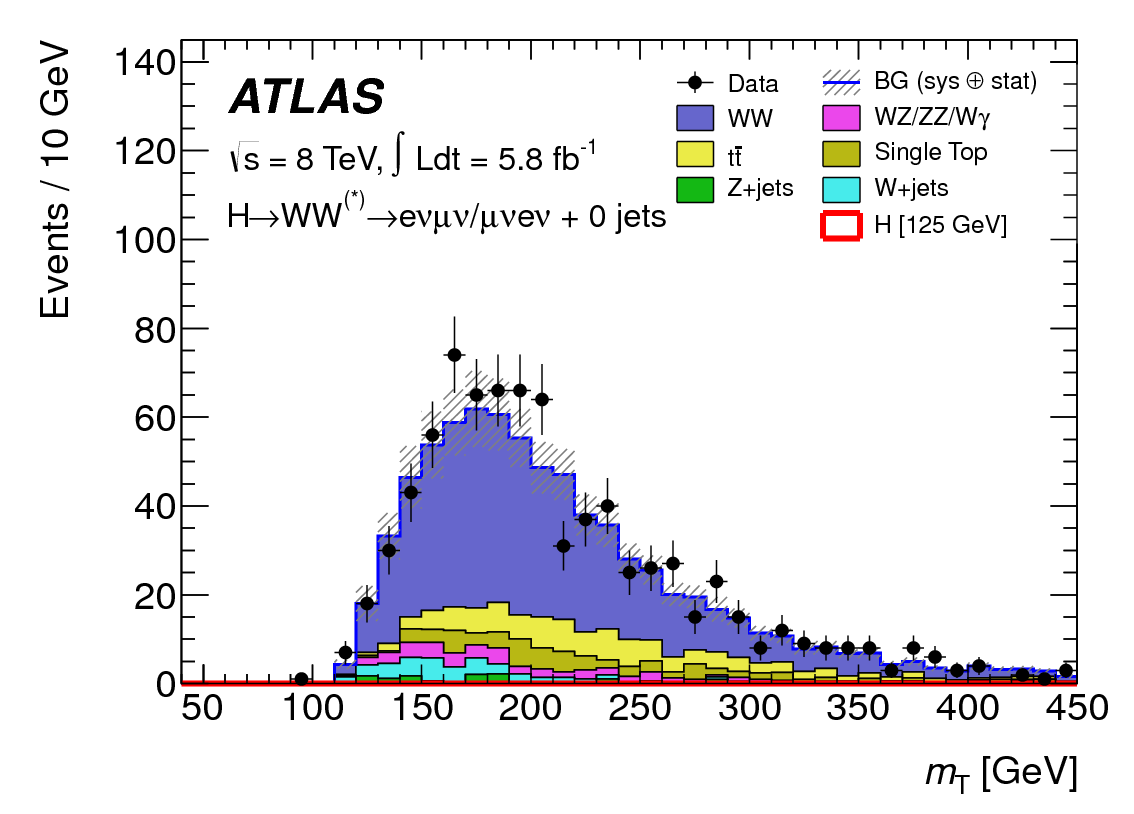 Events / 10 GeV
140
120
100
80
60
40
20
0
ATLAS
√s = 8 TeV, ∫ Ldt = 5.8 fb⁻¹
H→WW(*)→eνμν/μνeν + 0 jets
Data
BG (sys ⊕ stat)
WW
WZ/ZZ/Wγ
tt̄
Single Top
Z+jets
W+jets
H [125 GeV]
50 100 150 200 250 300 350 400 450
mT [GeV]